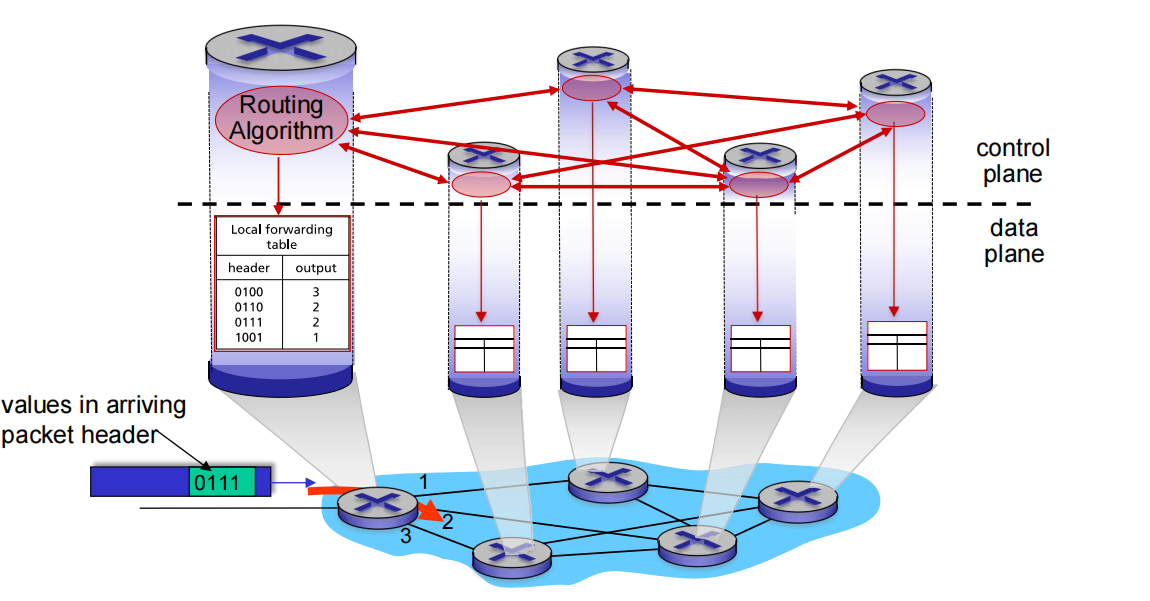 Routing
Algorithm
control
plane
data
plane
Local forwarding
table
header output
0100 3
0110 2
0111 2
1001 1
values in arriving
packet header
0111
1
2
3